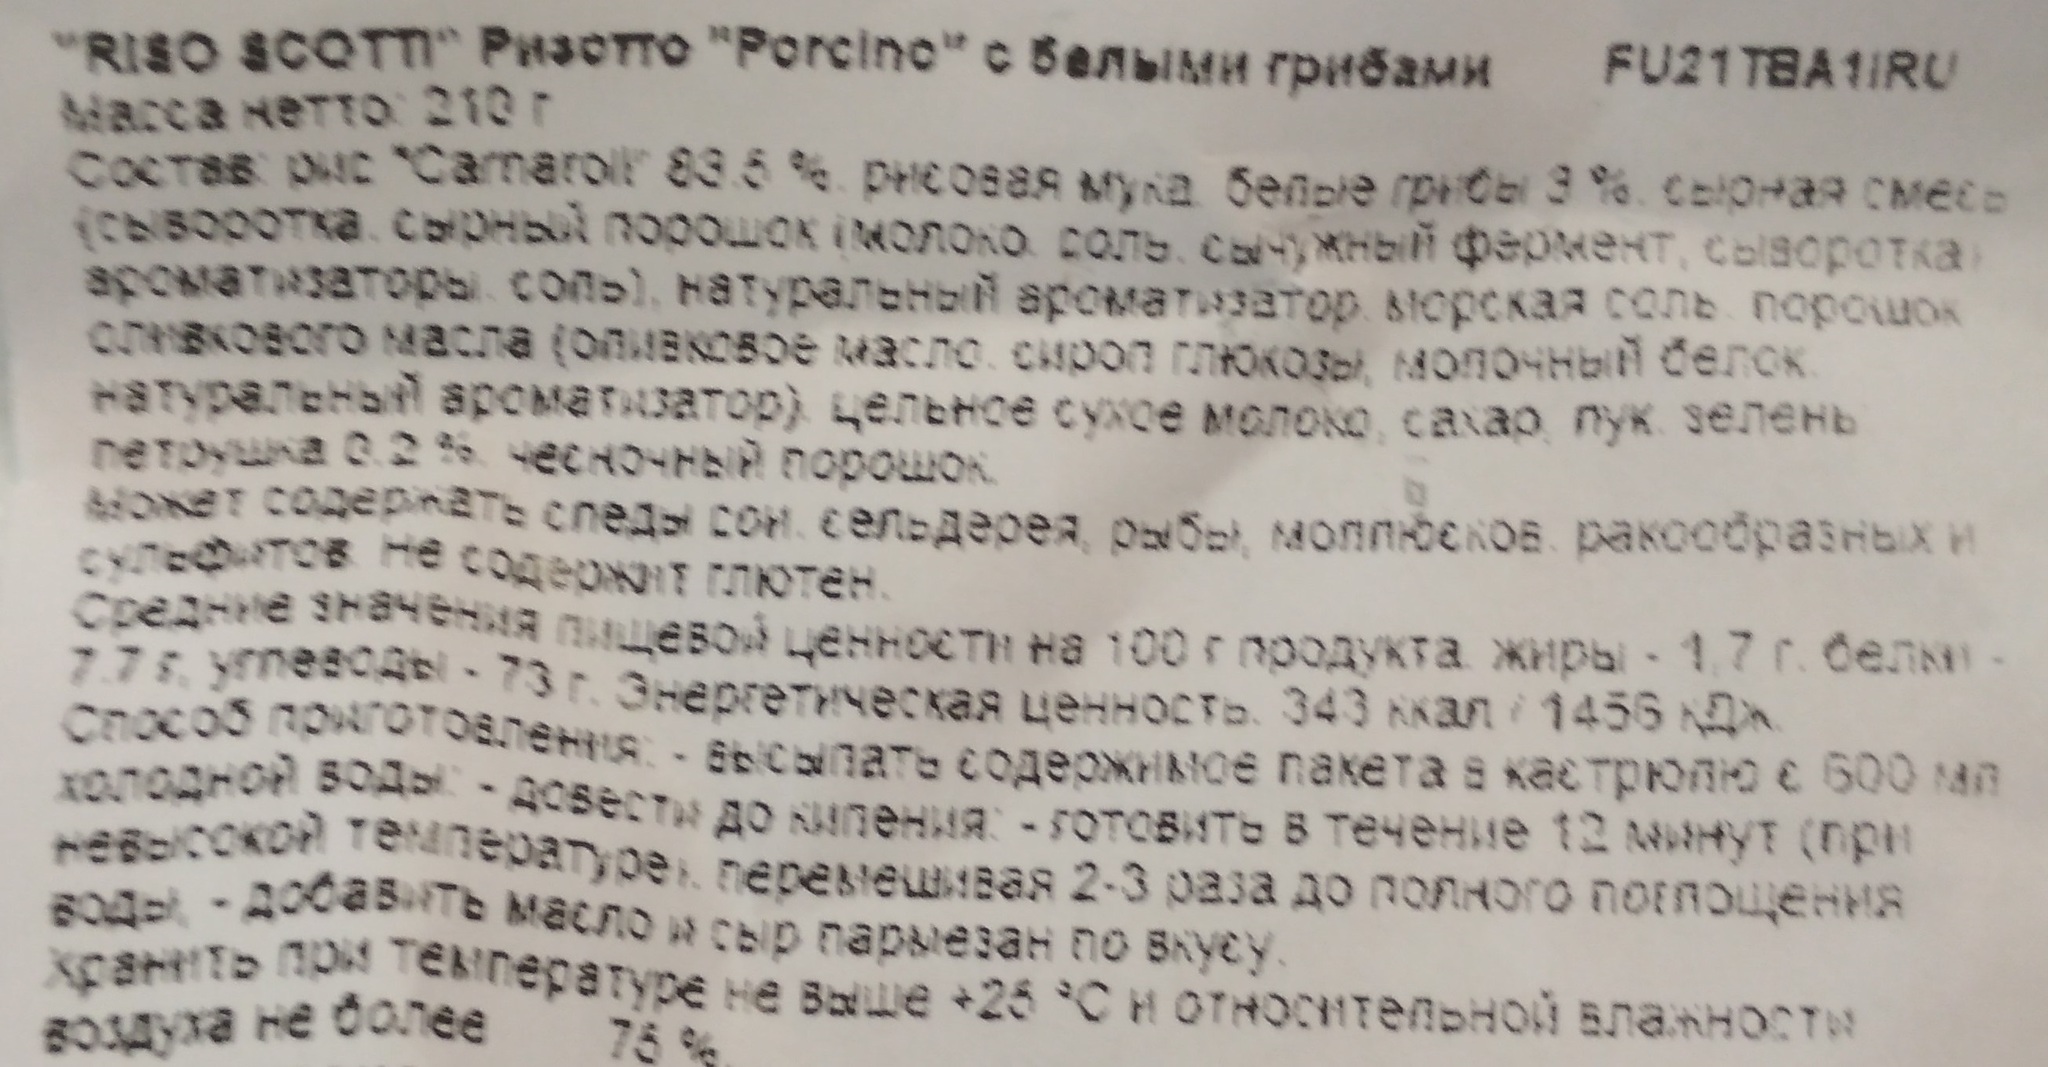 "RISO SCOTTI" Ризотто "Porcino" с белыми грибами FU21TBA1IRU
Масса нетто: 210 г
Состав: рис "Carnaroli" 83.5 %, рисовая мука, белые грибы 3 %, сырная смесь
(сыворотка, сырный порошок (молоко, соль, сычужный фермент, сыворотка)
ароматизаторы, соль), натуральный ароматизатор, морская соль, порошок
оливкового масла (оливковое масло, сироп глюкозы, молочный белок,
натуральный ароматизатор), цельное сухое молоко, сахар, лук, зелень
петрушка 0.2 %, чесночный порошок.
Может содержать следы сои, сельдерея, рыбы, моллюсков, ракообразных и
сульфитов. Не содержит глютен.
Средние значения пищевой ценности на 100 г продукта: жиры - 1,7 г, белки -
7.7 г, углеводы - 73 г. Энергетическая ценность: 343 ккал / 1456 кДж.
Способ приготовления: - высыпать содержимое пакета в кастрюлю с 600 мл
холодной воды; - довести до кипения; - готовить в течение 12 минут (при
невысокой температуре), перемешивая 2-3 раза до полного поглощения
воды; - добавить масло и сыр пармезан по вкусу.
Хранить при температуре не выше +25 °C и относительной влажности
воздуха не более 75 %.